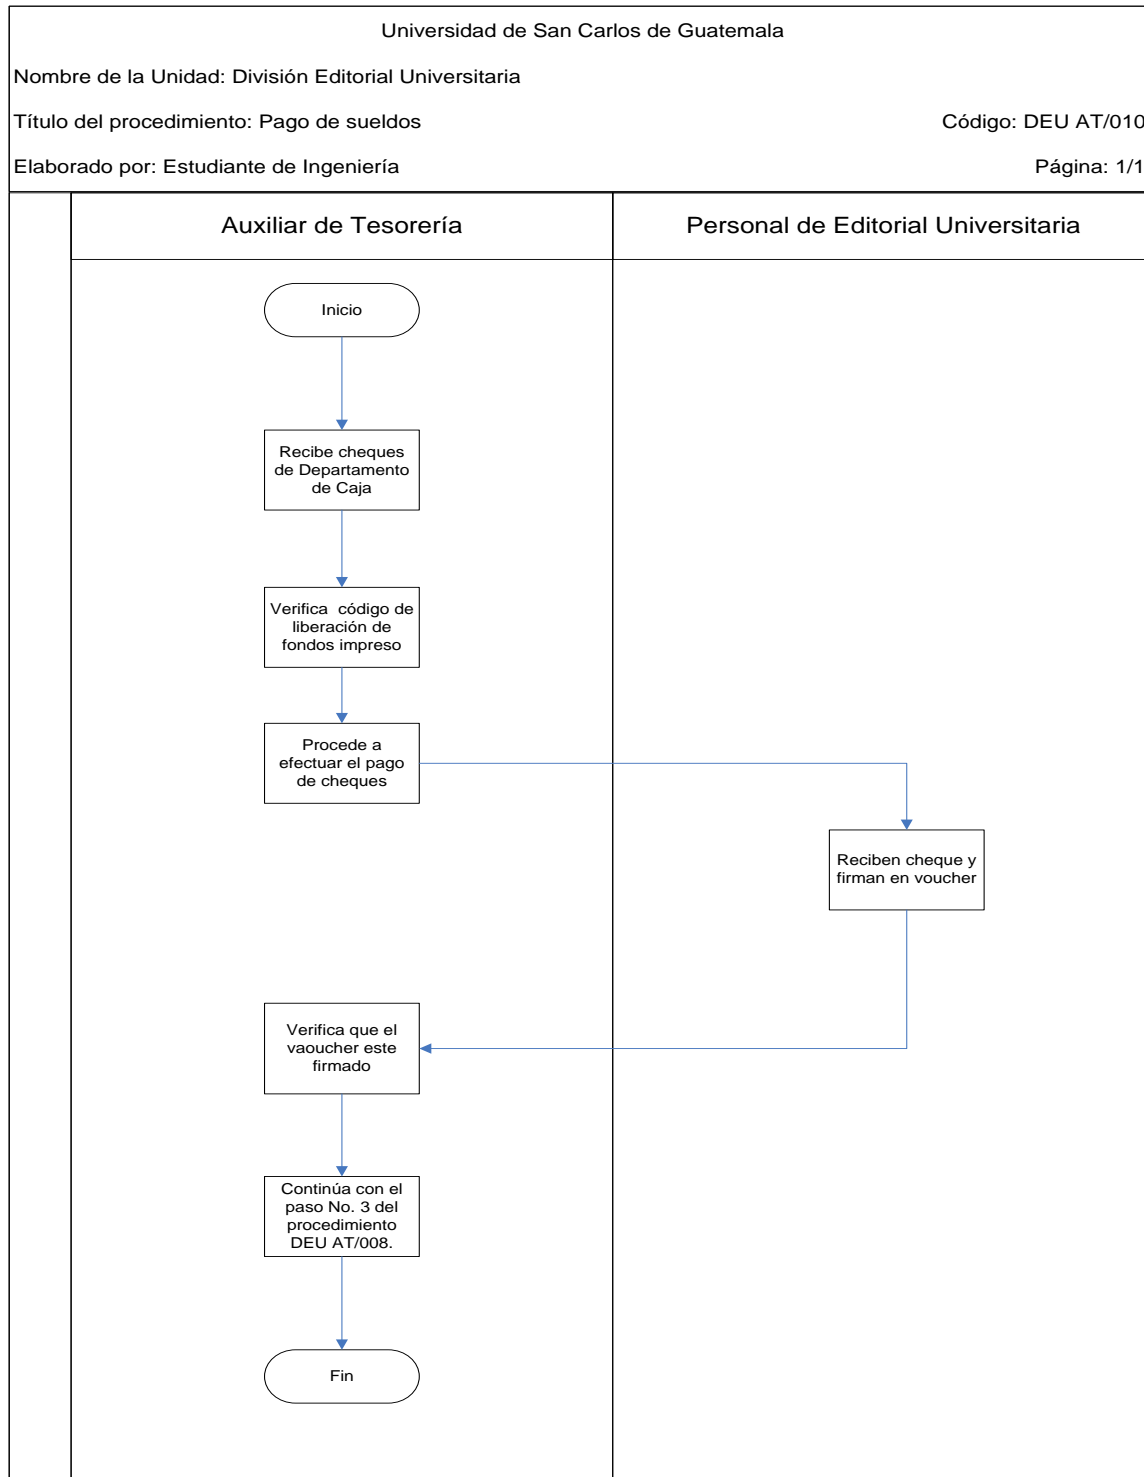 Universidad de San Carlos de Guatemala
Nombre de la Unidad: División Editorial Universitaria
Título del procedimiento: Pago de sueldos
Código: DEU AT/010
Elaborado por: Estudiante de Ingeniería
Página: 1/1
Auxiliar de Tesorería
Personal de Editorial Universitaria
Inicio
Recibe cheques
de Departamento
de Caja
Verifica código de
liberación de
fondos impreso
Procede a
efectuar el pago
de cheques
Reciben cheque y
firman en voucher
Verifica que el
vaoucher este
firmado
Continúa con el
paso No. 3 del
procedimiento
DEU AT/008.
Fin